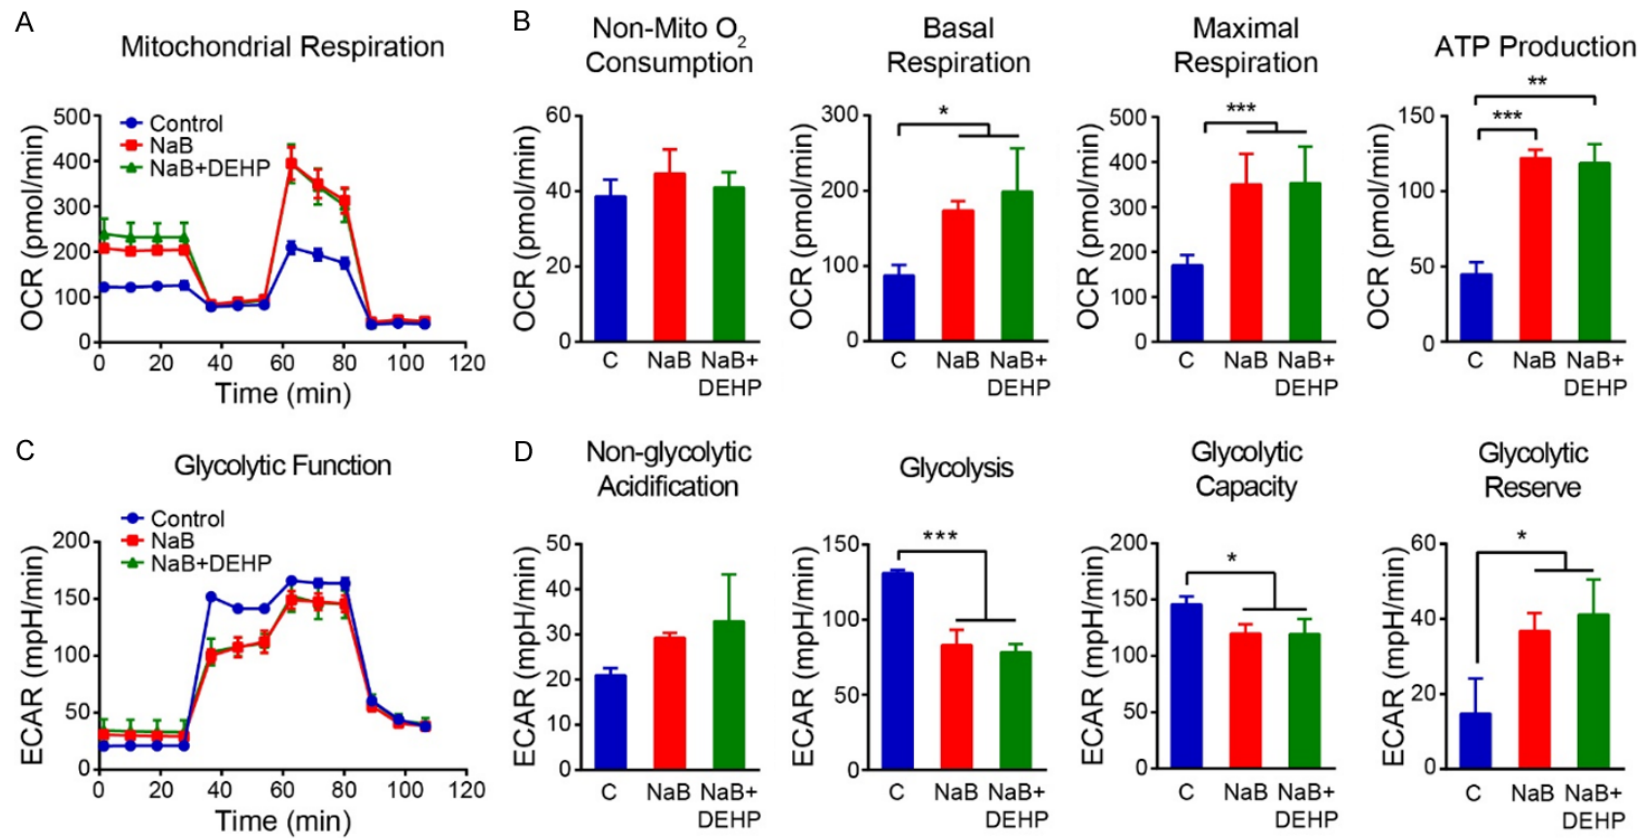 A
Mitochondrial Respiration
Control
NaB
NaB+DEHP
OCR (pmol/min)
500
400
300
200
100
0
0 20 40 60 80 100 120
Time (min)
B
Non-Mito O2
Consumption
OCR (pmol/min)
60
40
20
0
C NaB NaB+
DEHP
Basal
Respiration
OCR (pmol/min)
300
200
100
0
*
C NaB NaB+
DEHP
Maximal
Respiration
OCR (pmol/min)
500
400
300
200
100
0
***
C NaB NaB+
DEHP
ATP Production
OCR (pmol/min)
150
100
50
0
**
***
C NaB NaB+
DEHP
C
Glycolytic Function
Control
NaB
NaB+DEHP
ECAR (mpH/min)
200
150
100
50
0
0 20 40 60 80 100 120
Time (min)
D
Non-glycolytic
Acidification
ECAR (mpH/min)
50
40
30
20
10
0
C NaB NaB+
DEHP
Glycolysis
ECAR (mpH/min)
150
100
50
0
***
C NaB NaB+
DEHP
Glycolytic
Capacity
ECAR (mpH/min)
200
150
100
50
0
*
C NaB NaB+
DEHP
Glycolytic
Reserve
ECAR (mpH/min)
60
40
20
0
*
C NaB NaB+
DEHP